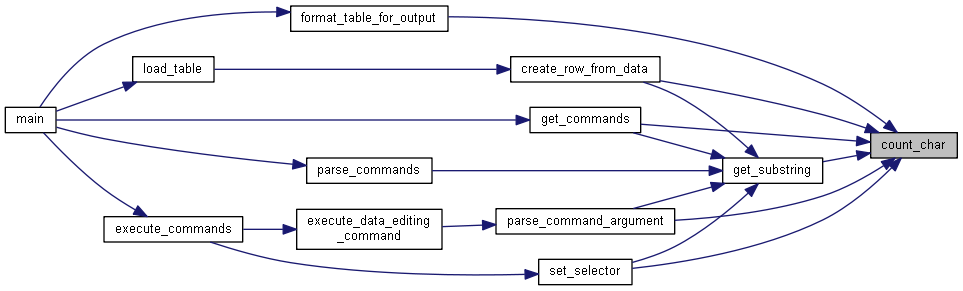 format_table_for_output
load_table
create_row_from_data
main
get_commands
count_char
parse_commands
get_substring
execute_commands
execute_data_editing
_command
parse_command_argument
set_selector